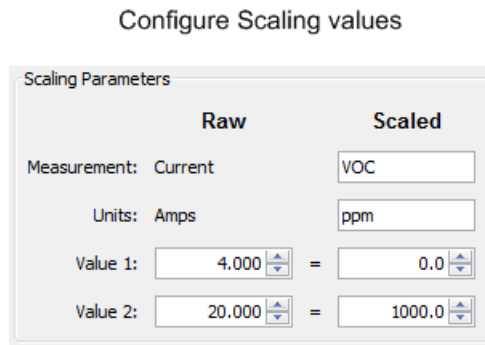 Configure Scaling values
Scaling Parameters
Raw Scaled
Measurement: Current VOC
Units: Amps ppm
Value 1: 4.000 = 0.0
Value 2: 20.000 = 1000.0